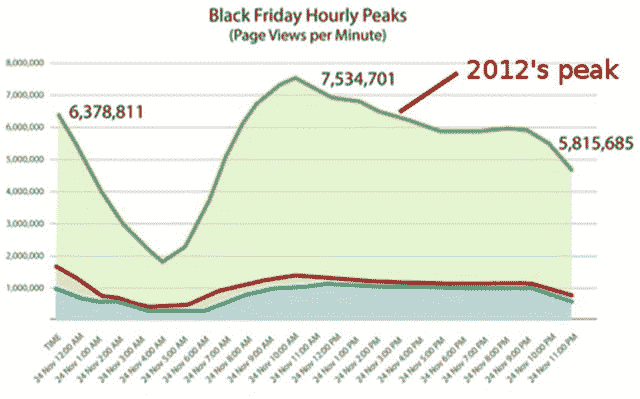 Black Friday Hourly Peaks
(Page Views per Minute)
8,000,000
7,000,000
6,000,000
5,000,000
4,000,000
3,000,000
2,000,000
1,000,000
6,378,811
7,534,701
2012's peak
5,815,685
TIME
24 Nov 12:00 AM
24 Nov 1:00 AM
24 Nov 2:00 AM
24 Nov 3:00 AM
24 Nov 4:00 AM
24 Nov 5:00 AM
24 Nov 6:00 AM
24 Nov 7:00 AM
24 Nov 8:00 AM
24 Nov 9:00 AM
24 Nov 10:00 AM
24 Nov 11:00 AM
24 Nov 12:00 PM
24 Nov 1:00 PM
24 Nov 2:00 PM
24 Nov 3:00 PM
24 Nov 4:00 PM
24 Nov 5:00 PM
24 Nov 6:00 PM
24 Nov 7:00 PM
24 Nov 8:00 PM
24 Nov 9:00 PM
24 Nov 10:00 PM
24 Nov 11:00 PM